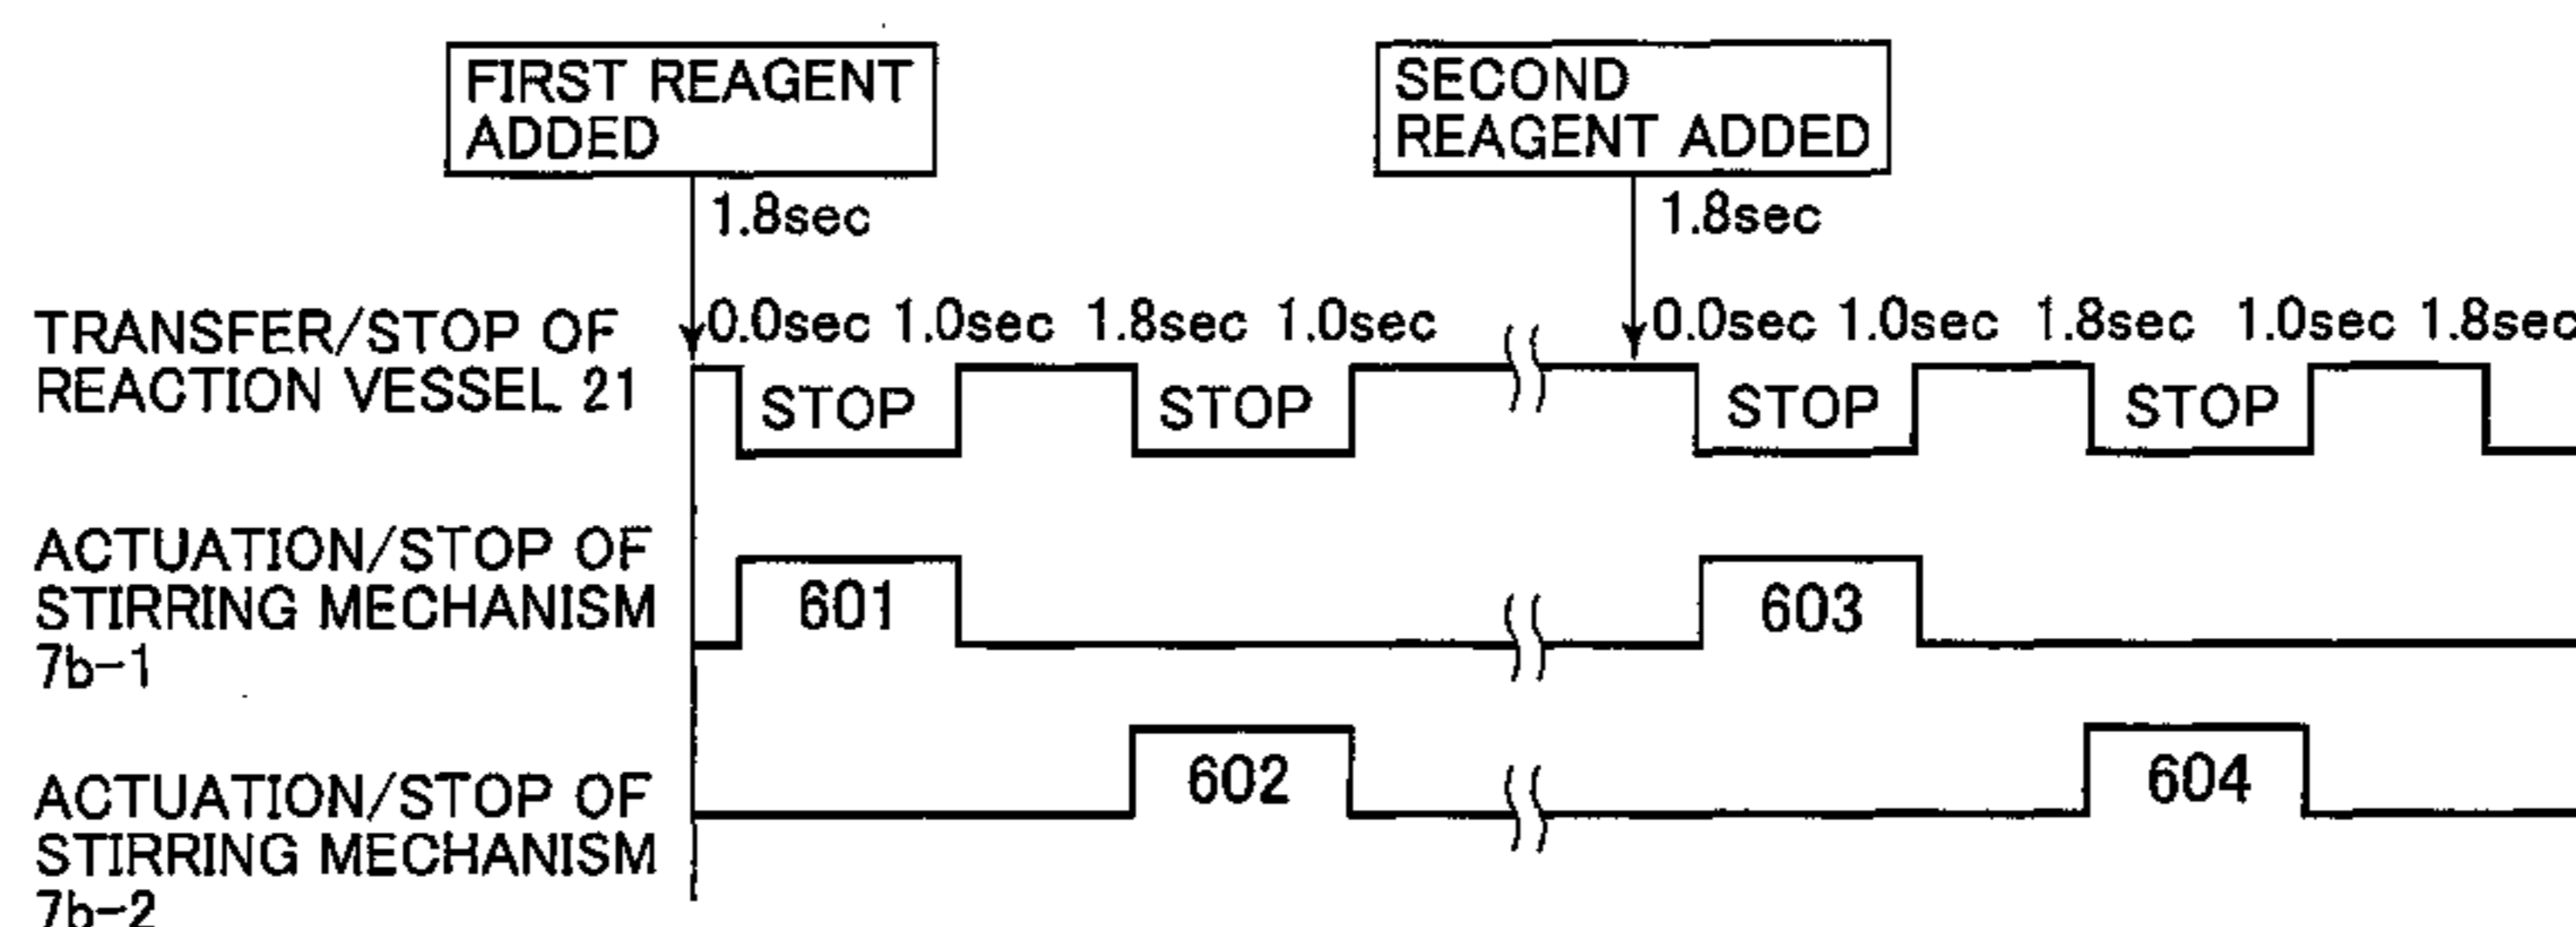 FIRST REAGENT
ADDED
SECOND
REAGENT ADDED
1.8sec
1.8sec
0.0sec 1.0sec 1.8sec 1.0sec
0.0sec 1.0sec 1.8sec 1.0sec 1.8sec
TRANSFER/STOP OF
REACTION VESSEL 21
STOP
STOP
STOP
STOP
ACTUATION/STOP OF
STIRRING MECHANISM
7b-1
601
603
ACTUATION/STOP OF
STIRRING MECHANISM
7b-2
602
604